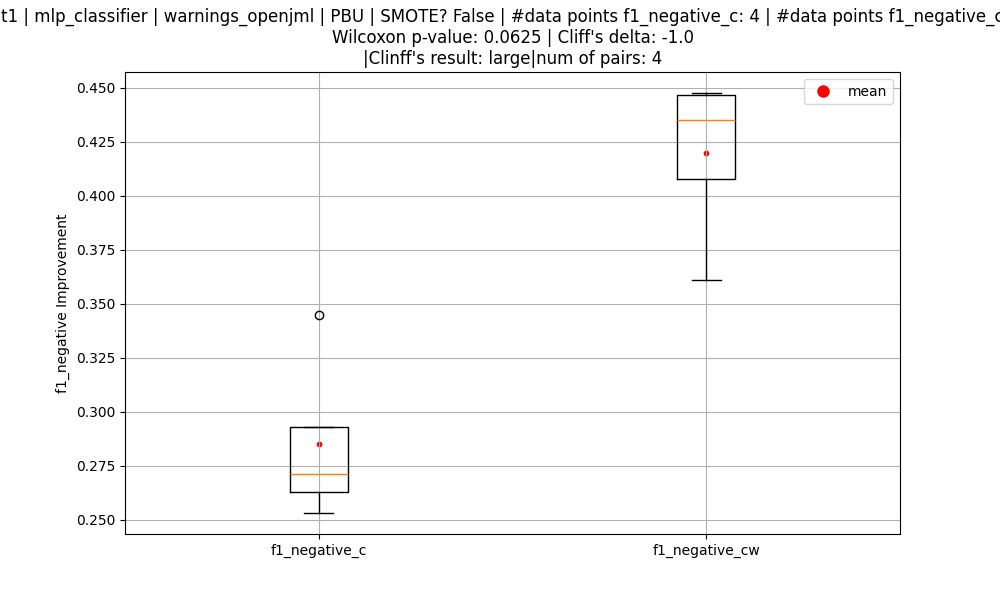 t1 | mlp_classifier | warnings_openjml | PBU | SMOTE? False | #data points f1_negative_c: 4 | #data points f1_negative_c
Wilcoxon p-value: 0.0625 | Cliff's delta: -1.0
|Clinff's result: large|num of pairs: 4
mean
f1_negative Improvement
0.450
0.425
0.400
0.375
0.350
0.325
0.300
0.275
0.250
f1_negative_c
f1_negative_cw